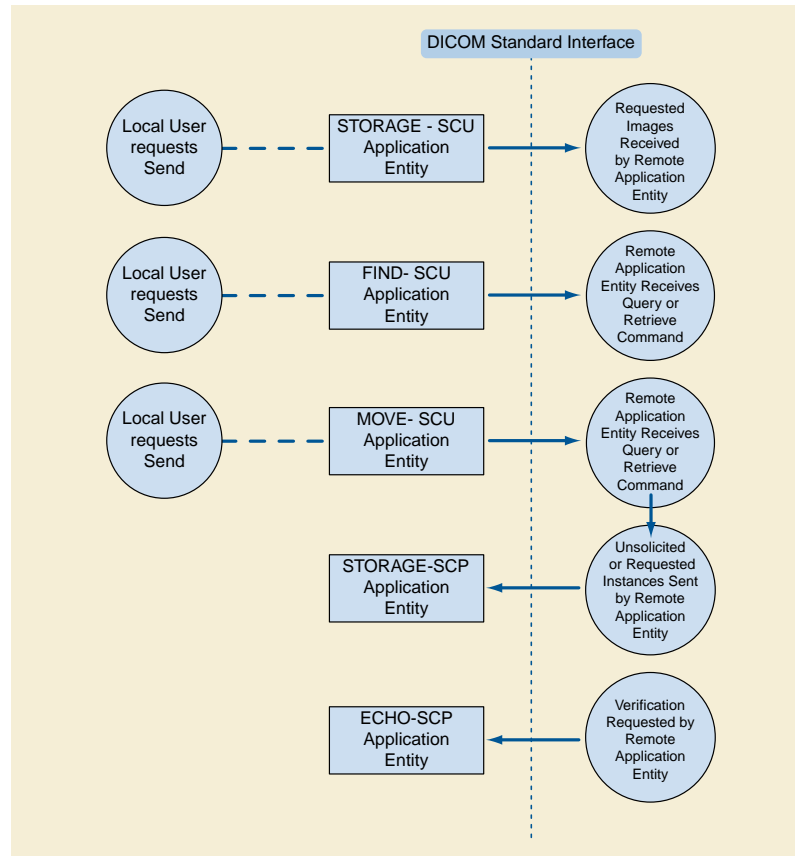 DICOM Standard Interface
Local User
requests
Send
STORAGE - SCU
Application
Entity
Requested
Images
Received
by Remote
Application
Entity
Local User
requests
Send
FIND- SCU
Application
Entity
Remote
Application
Entity Receives
Query or
Retrieve
Command
Local User
requests
Send
MOVE- SCU
Application
Entity
Remote
Application
Entity Receives
Query or
Retrieve
Command
STORAGE-SCP
Application
Entity
Unsolicited
or Requested
Instances Sent
by Remote
Application
Entity
ECHO-SCP
Application
Entity
Verification
Requested by
Remote
Application
Entity